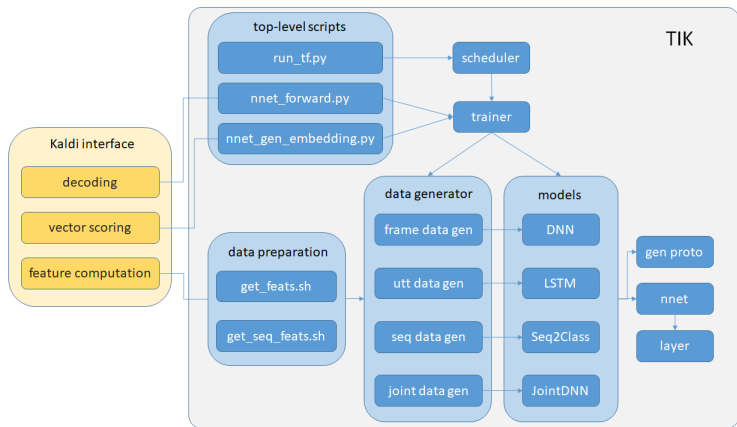 TIK
top-level scripts
run_tf.py
scheduler
nnet_forward.py
trainer
nnet_gen_embedding.py
Kaldi interface
decoding
vector scoring
feature computation
data preparation
get_feats.sh
get_seq_feats.sh
data generator
frame data gen
utt data gen
seq data gen
joint data gen
models
DNN
LSTM
Seq2Class
JointDNN
gen proto
nnet
layer